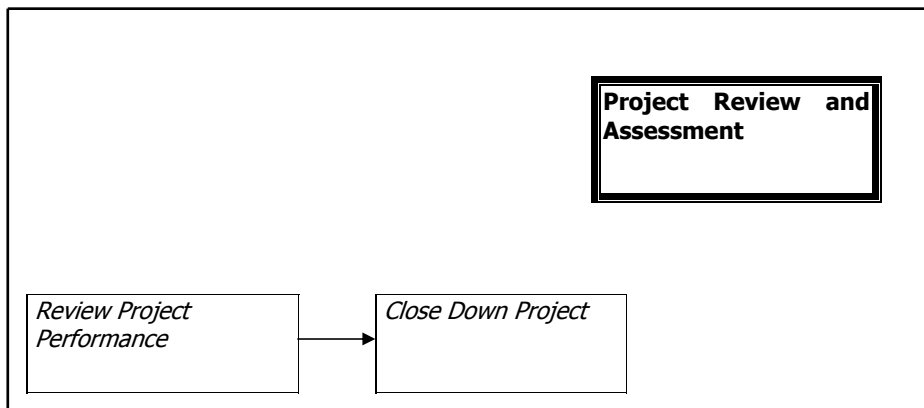 Project Review and
Assessment
Review Project
Performance
Close Down Project